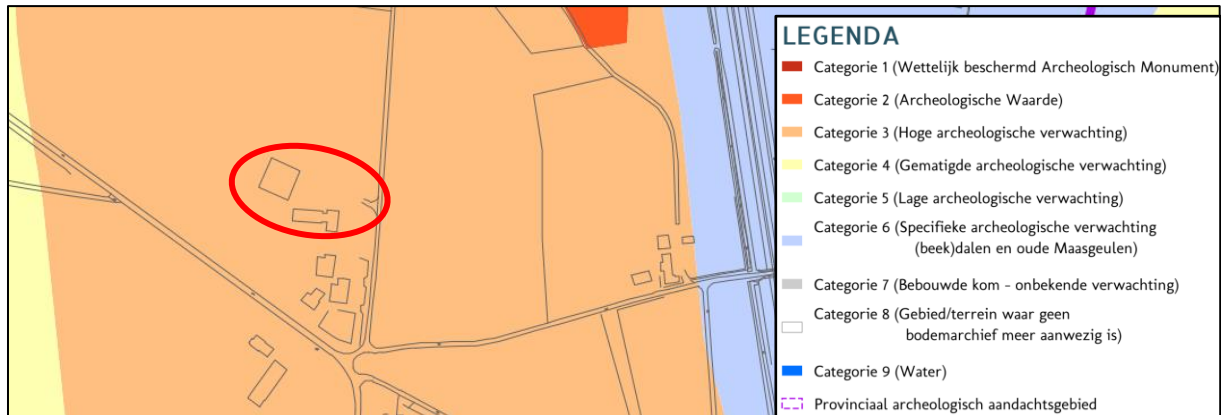 LEGENDA
Categorie 1 (Wettelijk beschermd Archeologisch Monument)
Categorie 2 (Archeologische Waarde)
Categorie 3 (Hoge archeologische verwachting)
Categorie 4 (Gematigde archeologische verwachting)
Categorie 5 (Lage archeologische verwachting)
Categorie 6 (Specifieke archeologische verwachting
(beek)dalen en oude Maasgeulen)
Categorie 7 (Bebouwde kom - onbekende verwachting)
Categorie 8 (Gebied/terrein waar geen
bodemarchief meer aanwezig is)
Categorie 9 (Water)
Provinciaal archeologisch aandachtsgebied